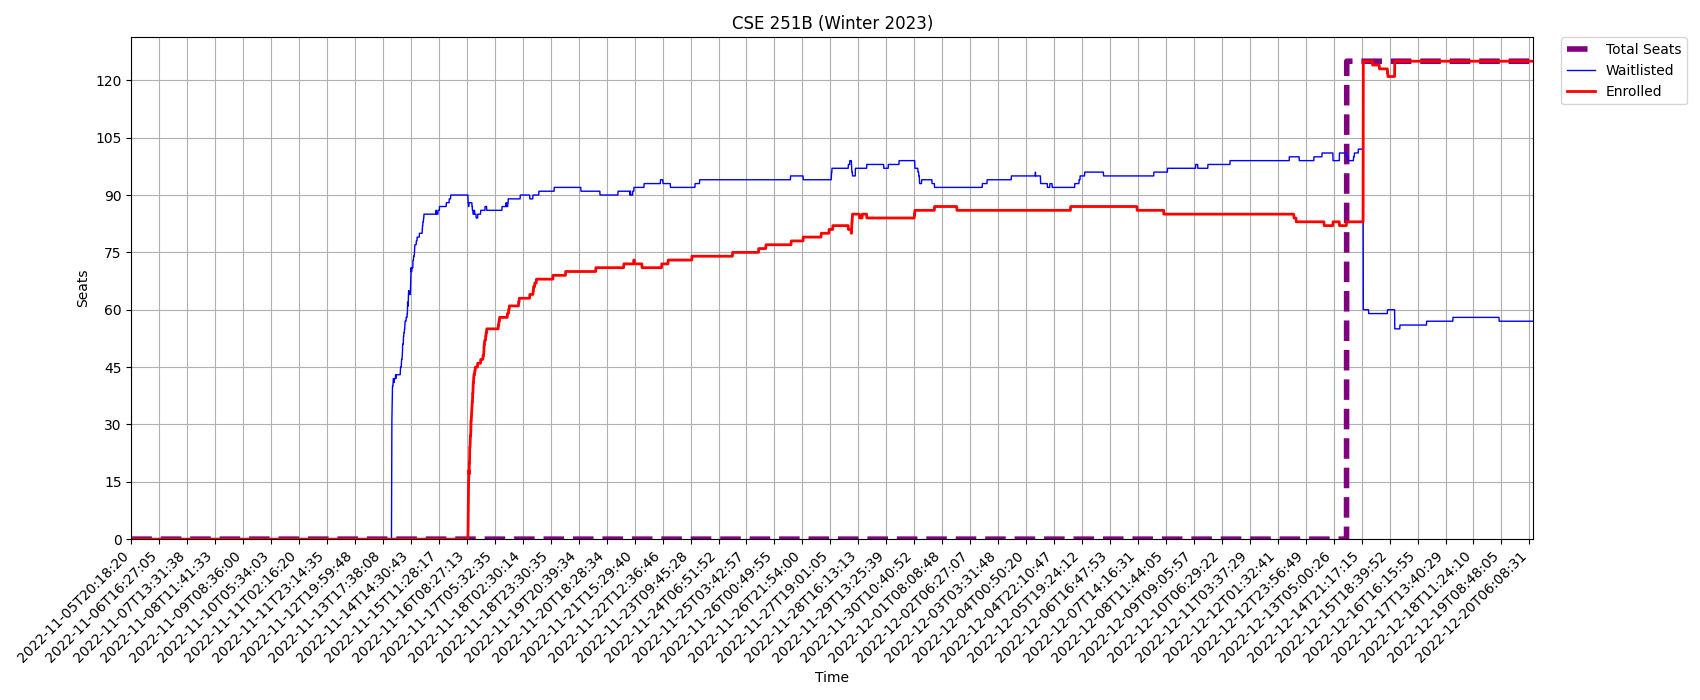 CSE 251B (Winter 2023)
Total Seats
Waitlisted
Enrolled
Seats
120
105
90
75
60
45
30
15
0
2022-11-05T20:18:20
2022-11-06T16:27:05
2022-11-07T13:31:38
2022-11-08T11:41:33
2022-11-09T08:36:00
2022-11-10T05:34:03
2022-11-11T02:16:20
2022-11-11T23:14:35
2022-11-12T19:59:48
2022-11-13T17:38:08
2022-11-14T14:30:43
2022-11-15T11:28:17
2022-11-16T08:27:13
2022-11-17T05:32:35
2022-11-18T02:30:14
2022-11-18T23:30:35
2022-11-19T20:39:34
2022-11-20T18:28:34
2022-11-21T15:29:40
2022-11-22T12:36:46
2022-11-23T09:45:28
2022-11-24T06:51:52
2022-11-25T03:42:57
2022-11-26T00:49:55
2022-11-26T21:54:00
2022-11-27T19:01:05
2022-11-28T16:13:13
2022-11-29T13:25:39
2022-11-30T10:40:52
2022-12-01T08:08:48
2022-12-02T06:27:07
2022-12-03T03:31:48
2022-12-04T00:50:20
2022-12-04T22:10:47
2022-12-05T19:24:12
2022-12-06T16:47:53
2022-12-07T14:16:31
2022-12-08T11:44:05
2022-12-09T09:05:57
2022-12-10T06:29:22
2022-12-11T03:37:29
2022-12-12T01:32:41
2022-12-12T23:56:49
2022-12-13T05:00:26
2022-12-14T21:17:15
2022-12-15T18:39:52
2022-12-16T16:15:55
2022-12-17T13:40:29
2022-12-18T11:24:10
2022-12-19T08:48:05
2022-12-20T06:08:31
Time